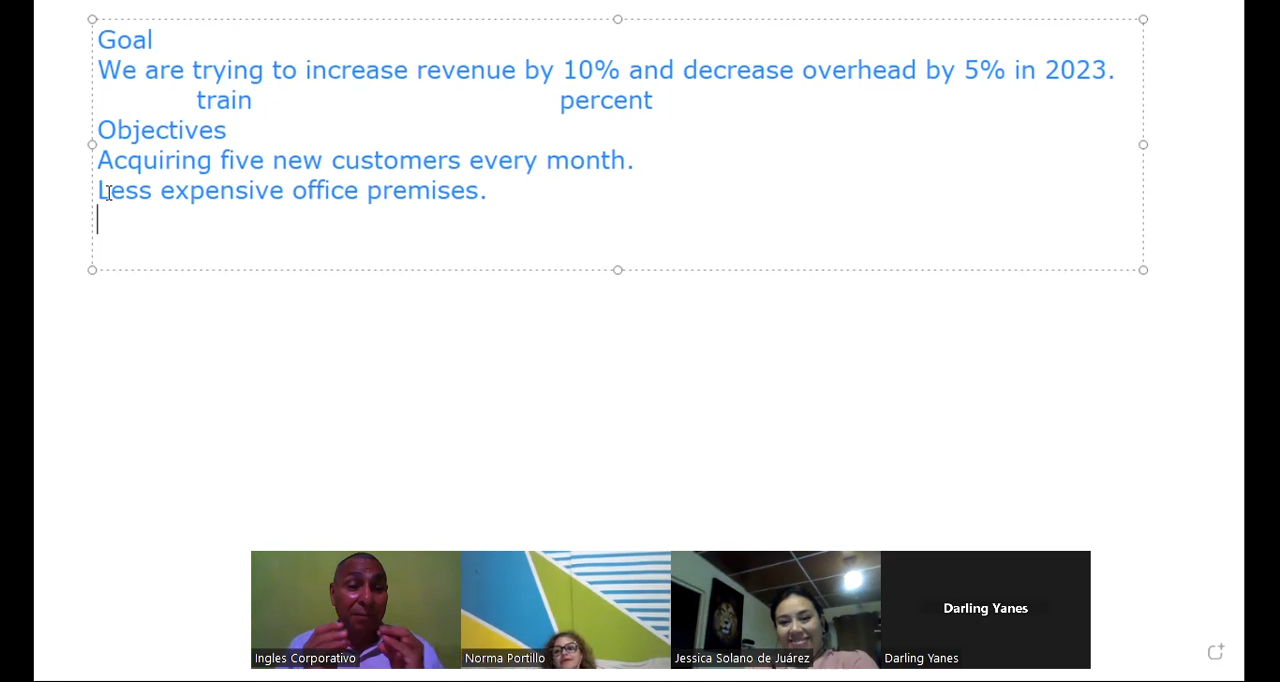 Goal
We are trying to increase revenue by 10% and decrease overhead by 5% in 2023.
train percent
Objectives
Acquiring five new customers every month.
Less expensive office premises.
Darling Yanes
Ingles Corporativo
Norma Portillo
Jessica Solano de Juárez
Darling Yanes